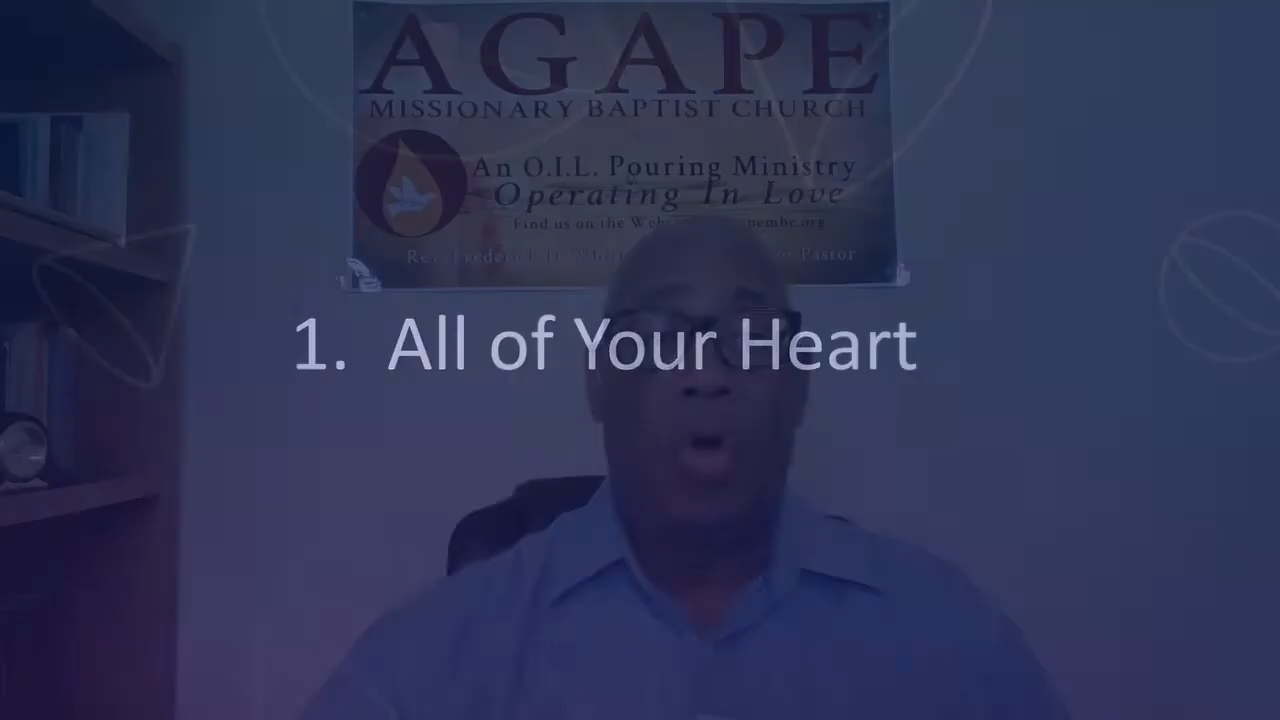 AGAPE
MISSIONARY BAPTIST CHURCH
An O.I.L. Pouring Ministry
Operating In Love
Find us on the
Pastor
1. All of Your Heart